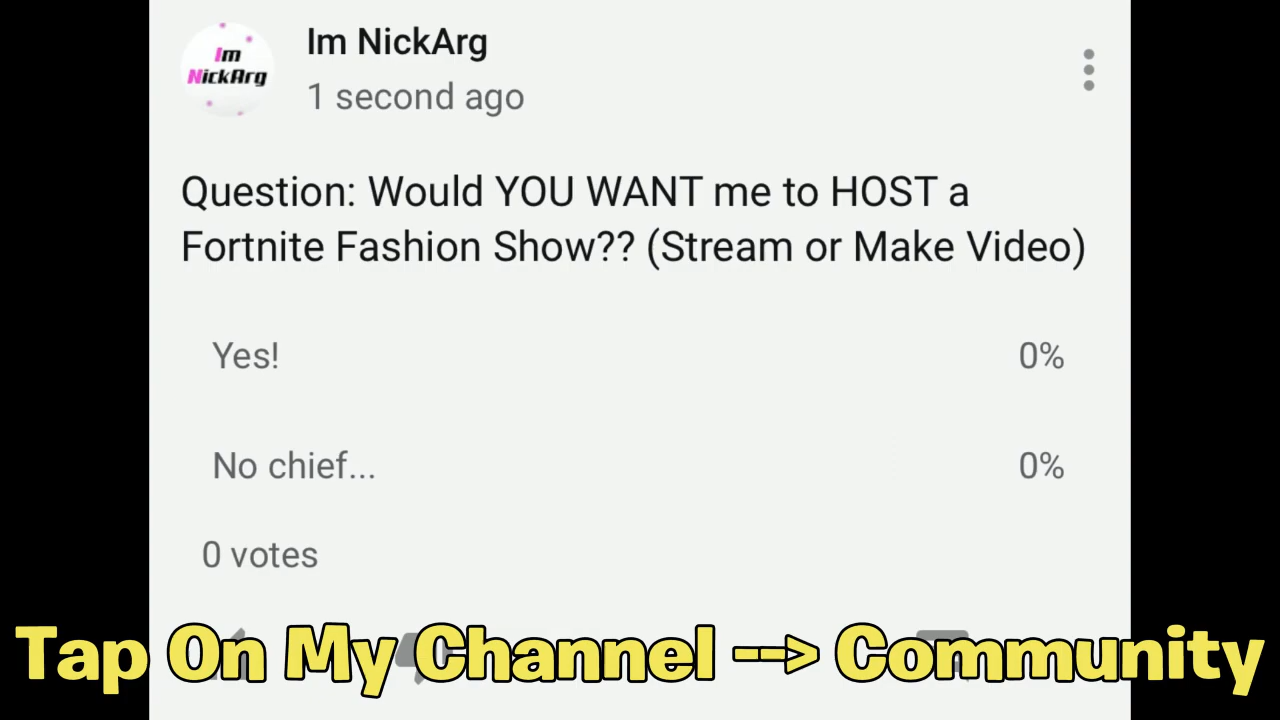 Im
NickArg
Im NickArg
1 second ago
Question: Would YOU WANT me to HOST a
Fortnite Fashion Show?? (Stream or Make Video)
Yes! 0%
No chief... 0%
0 votes
Tap On My Channel --> Community